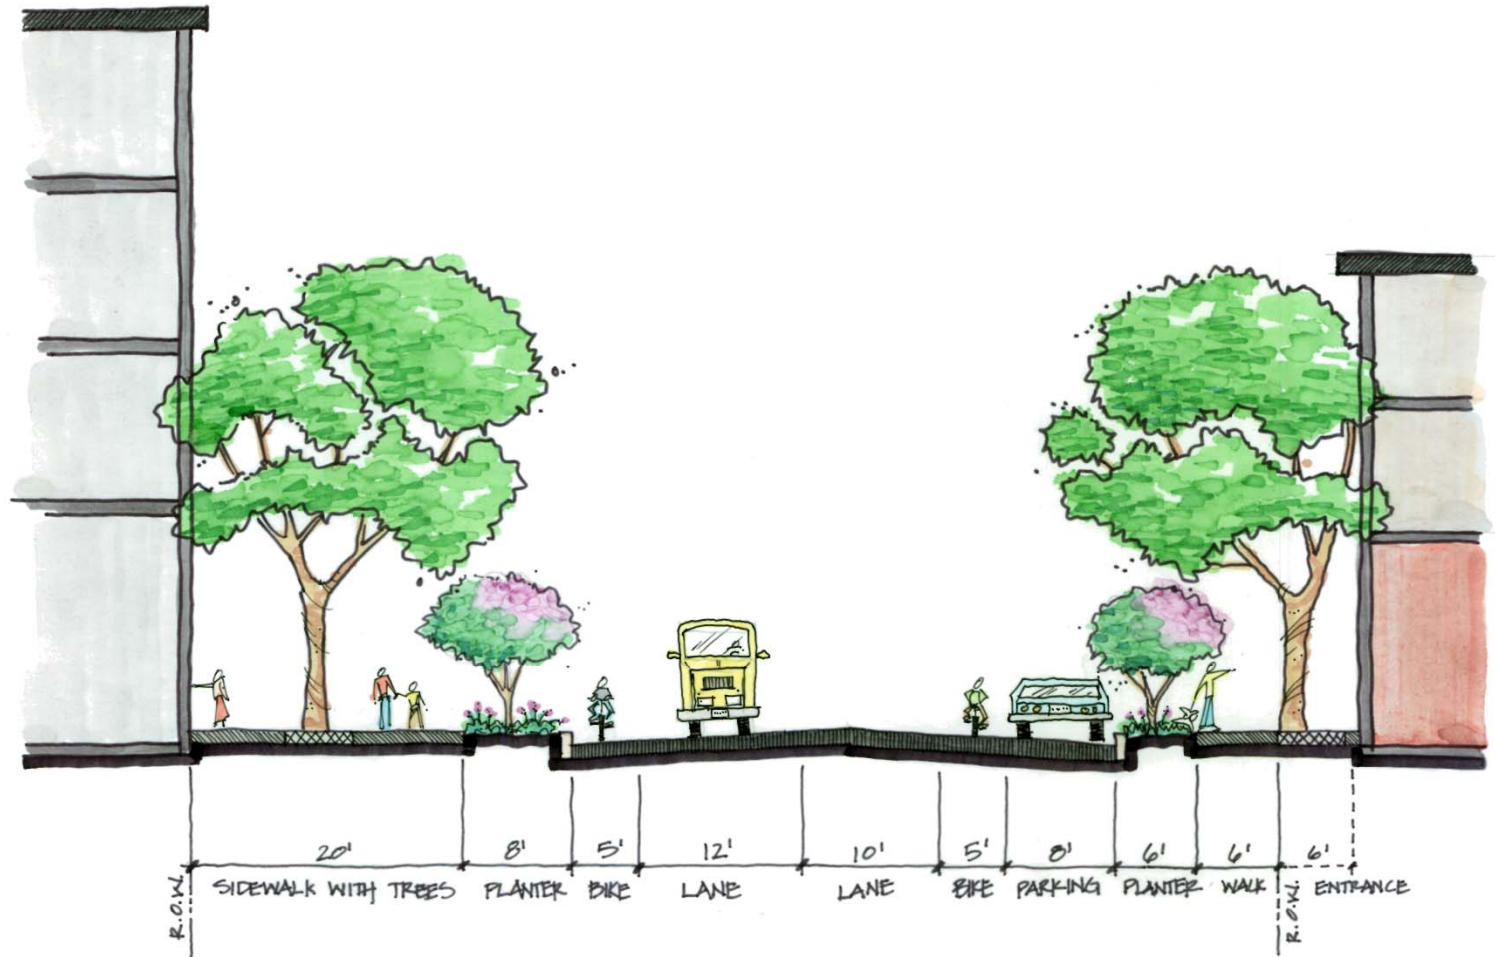 20' 8' 5' 12' 10' 5' 8' 6' 6' 6'
SIDEWALK WITH TREES PLANTER BIKE LANE LANE BIKE PARKING PLANTER WALK ENTRANCE
R.O.W.
R.O.W.